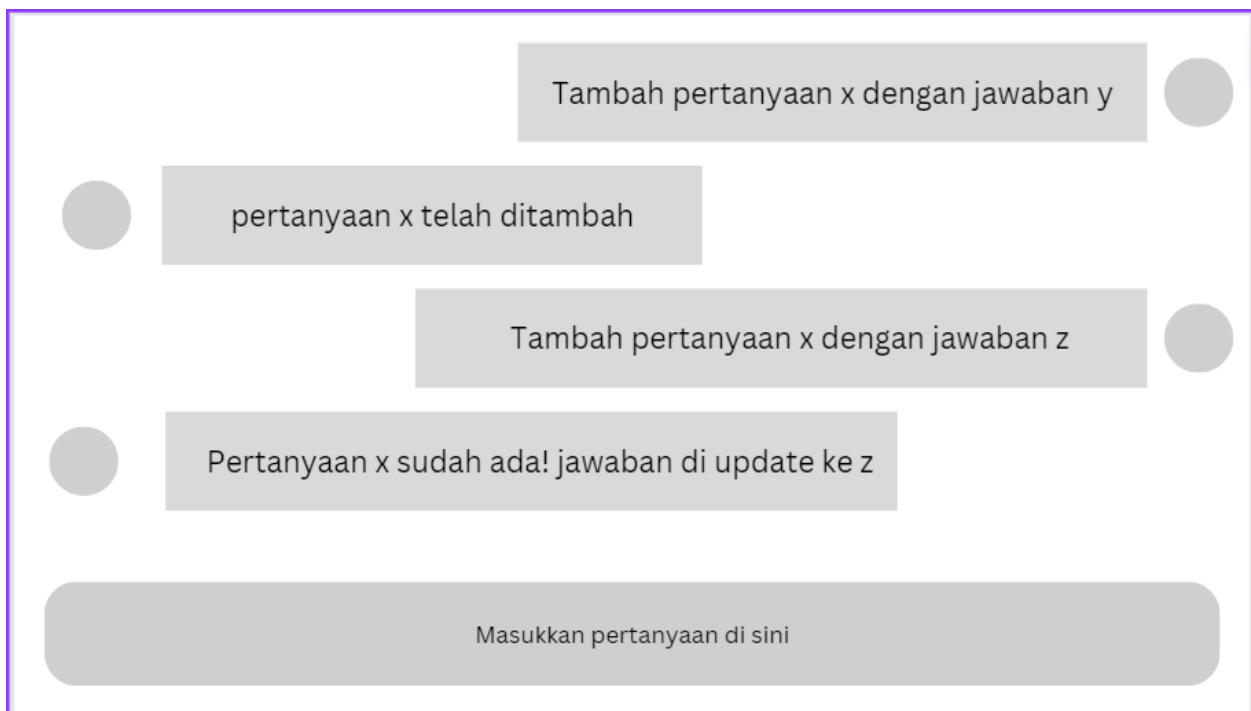 Tambah pertanyaan x dengan jawaban y
pertanyaan x telah ditambah
Tambah pertanyaan x dengan jawaban z
Pertanyaan x sudah ada! jawaban di update ke z
Masukkan pertanyaan di sini